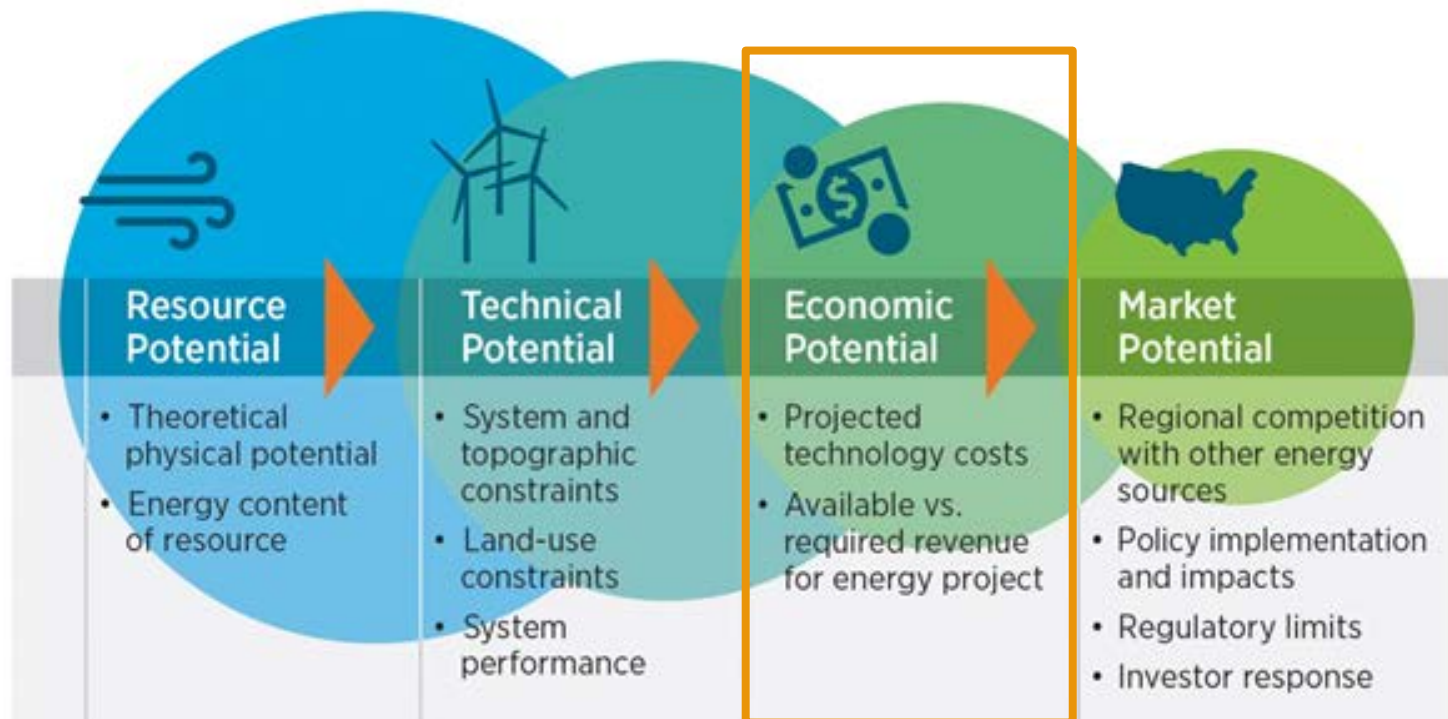 Resource
Potential
• Theoretical
physical potential
• Energy content
of resource
Technical
Potential
• System and
topographic
constraints
• Land-use
constraints
• System
performance
$
Economic
Potential
• Projected
technology costs
• Available vs.
required revenue
for energy project
Market
Potential
• Regional competition
with other energy
sources
• Policy implementation
and impacts
• Regulatory limits
• Investor response